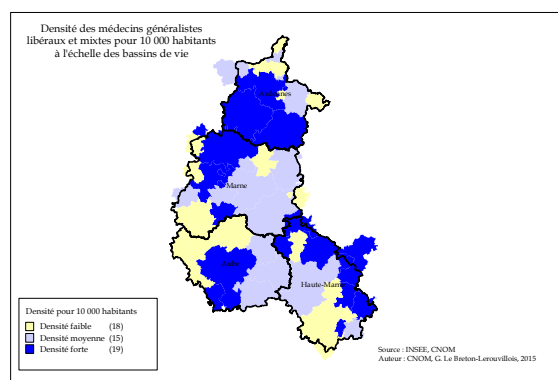 Densité des médecins généralistes
libéraux et mixtes pour 10 000 habitants
à l'échelle des bassins de vie
Ardennes
Marne
Aube
Haute-Marne
Densité pour 10 000 habitants
Densité faible (18)
Densité moyenne (15)
Densité forte (19)
Source : INSEE, CNOM
Auteur : CNOM, G. Le Breton-Lerouvillois, 2015